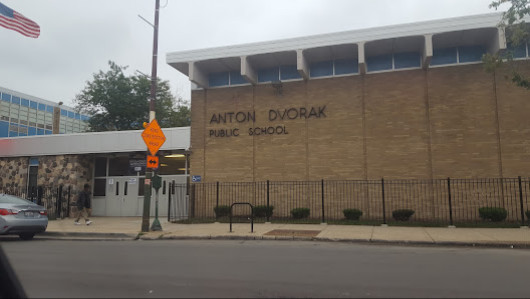 ANTON DVORAK
PUBLIC SCHOOL